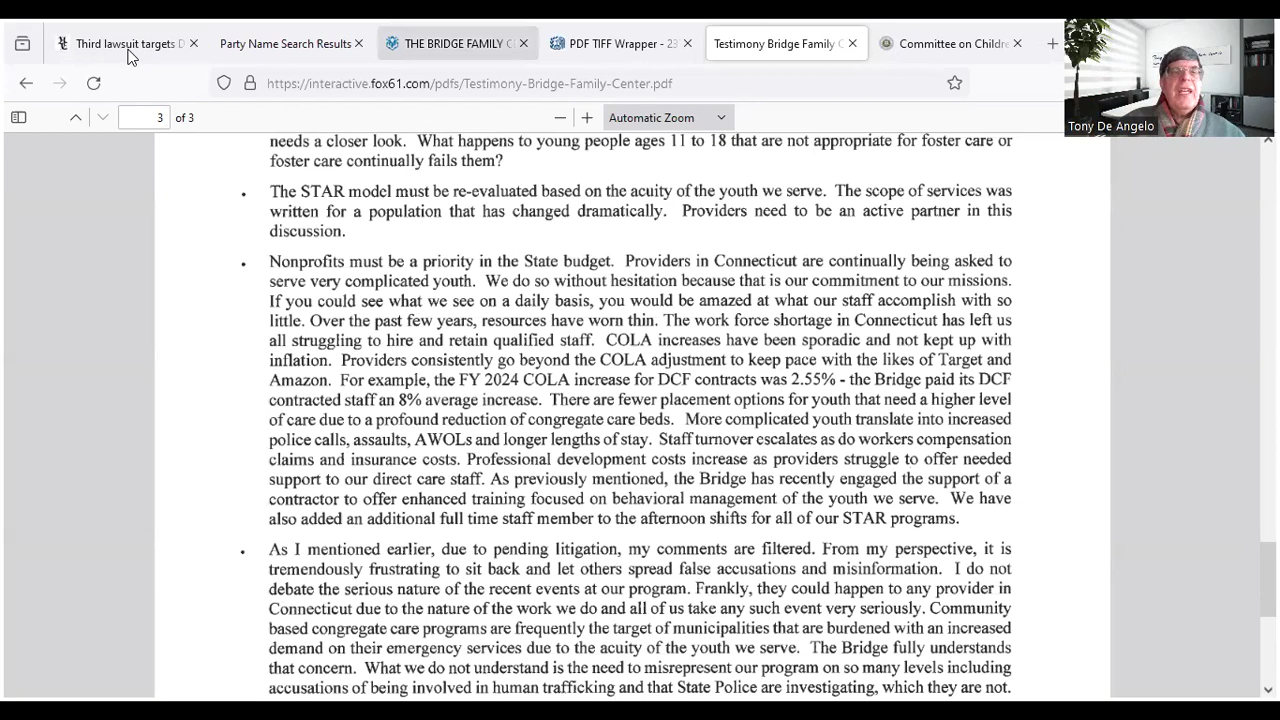 Third lawsuit targets D
Party Name Search Results
THE BRIDGE FAMILY C
PDF TIFF Wrapper - 23
Testimony Bridge Family C
Committee on Childre
https://interactive.fox61.com/pdfs/Testimony-Bridge-Family-Center.pdf
3 of 3
Automatic Zoom
Tony De Angelo
needs a closer look. What happens to young people ages 11 to 18 that are not appropriate for foster care or
foster care continually fails them?
• The STAR model must be re-evaluated based on the acuity of the youth we serve. The scope of services was
written for a population that has changed dramatically. Providers need to be an active partner in this
discussion.
• Nonprofits must be a priority in the State budget. Providers in Connecticut are continually being asked to
serve very complicated youth. We do so without hesitation because that is our commitment to our missions.
If you could see what we see on a daily basis, you would be amazed at what our staff accomplish with so
little. Over the past few years, resources have worn thin. The work force shortage in Connecticut has left us
all struggling to hire and retain qualified staff. COLA increases have been sporadic and not kept up with
inflation. Providers consistently go beyond the COLA adjustment to keep pace with the likes of Target and
Amazon. For example, the FY 2024 COLA increase for DCF contracts was 2.55% - the Bridge paid its DCF
contracted staff an 8% average increase. There are fewer placement options for youth that need a higher level
of care due to a profound reduction of congregate care beds. More complicated youth translate into increased
police calls, assaults, AWOLs and longer lengths of stay. Staff turnover escalates as do workers compensation
claims and insurance costs. Professional development costs increase as providers struggle to offer needed
support to our direct care staff. As previously mentioned, the Bridge has recently engaged the support of a
contractor to offer enhanced training focused on behavioral management of the youth we serve. We have
also added an additional full time staff member to the afternoon shifts for all of our STAR programs.
• As I mentioned earlier, due to pending litigation, my comments are filtered. From my perspective, it is
tremendously frustrating to sit back and let others spread false accusations and misinformation. I do not
debate the serious nature of the recent events at our program. Frankly, they could happen to any provider in
Connecticut due to the nature of the work we do and all of us take any such event very seriously. Community
based congregate care programs are frequently the target of municipalities that are burdened with an increased
demand on their emergency services due to the acuity of the youth we serve. The Bridge fully understands
that concern. What we do not understand is the need to misrepresent our program on so many levels including
accusations of being involved in human trafficking and that State Police are investigating, which they are not.